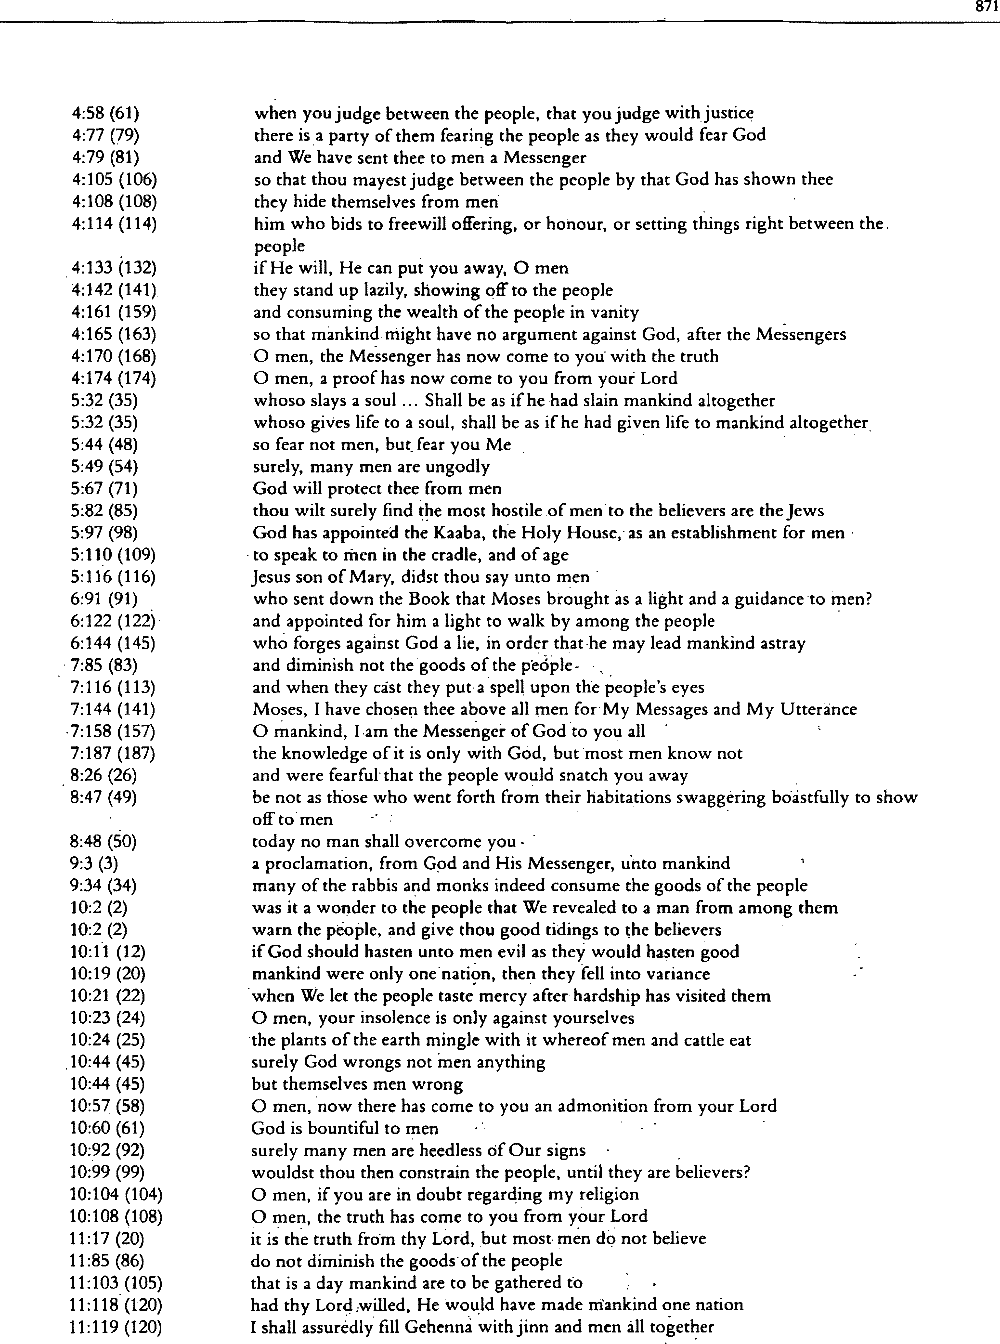 871
4:58 (61) when you judge between the people, that you judge with justice
4:77 (79) there is a party of them fearing the people as they would fear God
4:79 (81) and We have sent thee to men a Messenger
4:105 (106) so that thou mayest judge between the people by that God has shown thee
4:108 (108) they hide themselves from men
4:114 (114) him who bids to freewill offering, or honour, or setting things right between the
people
4:133 (132) if He will, He can put you away, O men
4:142 (141) they stand up lazily, showing off to the people
4:161 (159) and consuming the wealth of the people in vanity
4:165 (163) so that mankind might have no argument against God, after the Messengers
4:170 (168) O men, the Messenger has now come to you with the truth
4:174 (174) O men, a proof has now come to you from your Lord
5:32 (35) whoso slays a soul ... Shall be as if he had slain mankind altogether
5:32 (35) whoso gives life to a soul, shall be as if he had given life to mankind altogether
5:44 (48) so fear not men, but fear you Me
5:49 (54) surely, many men are ungodly
5:67 (71) God will protect thee from men
5:82 (85) thou wilt surely find the most hostile of men to the believers are the Jews
5:97 (98) God has appointed the Kaaba, the Holy House, as an establishment for men
5:110 (109) to speak to men in the cradle, and of age
5:116 (116) Jesus son of Mary, didst thou say unto men
6:91 (91) who sent down the Book that Moses brought as a light and a guidance to men?
6:122 (122) and appointed for him a light to walk by among the people
6:144 (145) who forges against God a lie, in order that he may lead mankind astray
7:85 (83) and diminish not the goods of the people
7:116 (113) and when they cast they put a spell upon the people's eyes
7:144 (141) Moses, I have chosen thee above all men for My Messages and My Utterance
7:158 (157) O mankind, I am the Messenger of God to you all
7:187 (187) the knowledge of it is only with God, but most men know not
8:26 (26) and were fearful that the people would snatch you away
8:47 (49) be not as those who went forth from their habitations swaggering boastfully to show
off to men
8:48 (50) today no man shall overcome you
9:3 (3) a proclamation, from God and His Messenger, unto mankind
9:34 (34) many of the rabbis and monks indeed consume the goods of the people
10:2 (2) was it a wonder to the people that We revealed to a man from among them
10:2 (2) warn the people, and give thou good tidings to the believers
10:11 (12) if God should hasten unto men evil as they would hasten good
10:19 (20) mankind were only one nation, then they fell into variance
10:21 (22) when We let the people taste mercy after hardship has visited them
10:23 (24) O men, your insolence is only against yourselves
10:24 (25) the plants of the earth mingle with it whereof men and cattle eat
10:44 (45) surely God wrongs not men anything
10:44 (45) but themselves men wrong
10:57 (58) O men, now there has come to you an admonition from your Lord
10:60 (61) God is bountiful to men
10:92 (92) surely many men are heedless of Our signs
10:99 (99) wouldst thou then constrain the people, until they are believers?
10:104 (104) O men, if you are in doubt regarding my religion
10:108 (108) O men, the truth has come to you from your Lord
11:17 (20) it is the truth from thy Lord, but most men do not believe
11:85 (86) do not diminish the goods of the people
11:103 (105) that is a day mankind are to be gathered to
11:118 (120) had thy Lord willed, He would have made mankind one nation
11:119 (120) I shall assuredly fill Gehenna with jinn and men all together